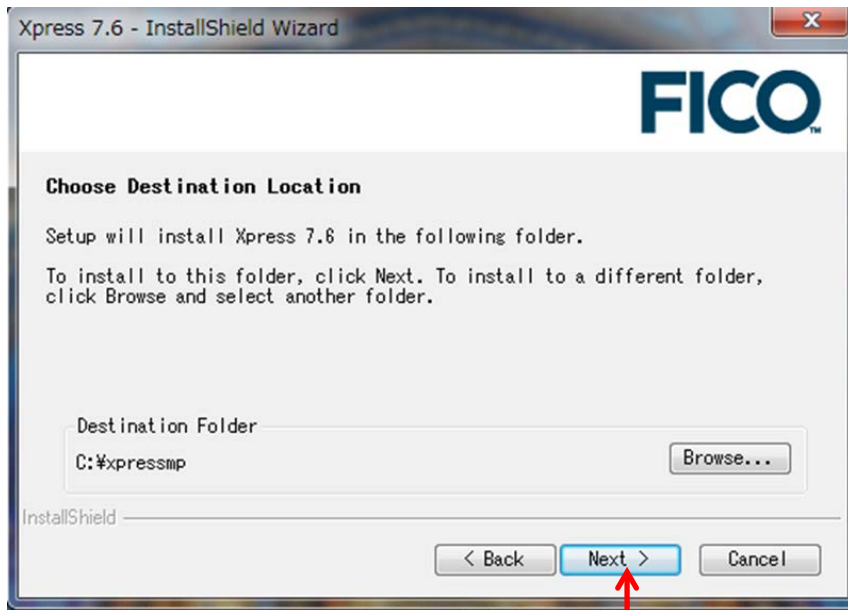 Xpress 7.6 - InstallShield Wizard
FICO™
Choose Destination Location
Setup will install Xpress 7.6 in the following folder.
To install to this folder, click Next. To install to a different folder,
click Browse and select another folder.
Destination Folder
C:¥xpressmp
Browse...
InstallShield
< Back
Next >
Cancel